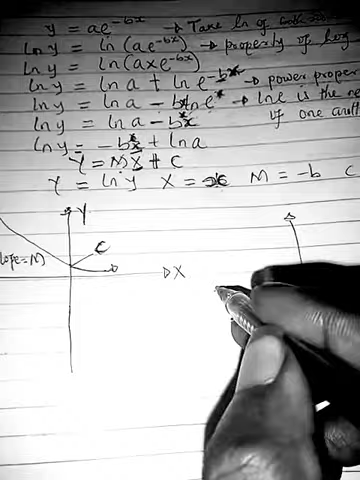 y = ae^-bx → Take ln of both
ln y = ln (ae^-bx) → property of log
ln y = ln (axe^-bx)
ln y = ln a + ln e^-bx → power proper
ln y = ln a - bx ln e → lne is the
ln y = ln a - bx of one
ln y = -bx + ln a
Y = MX + C
Y = ln y X = x M = -b C
Y
C
lope=M)
X